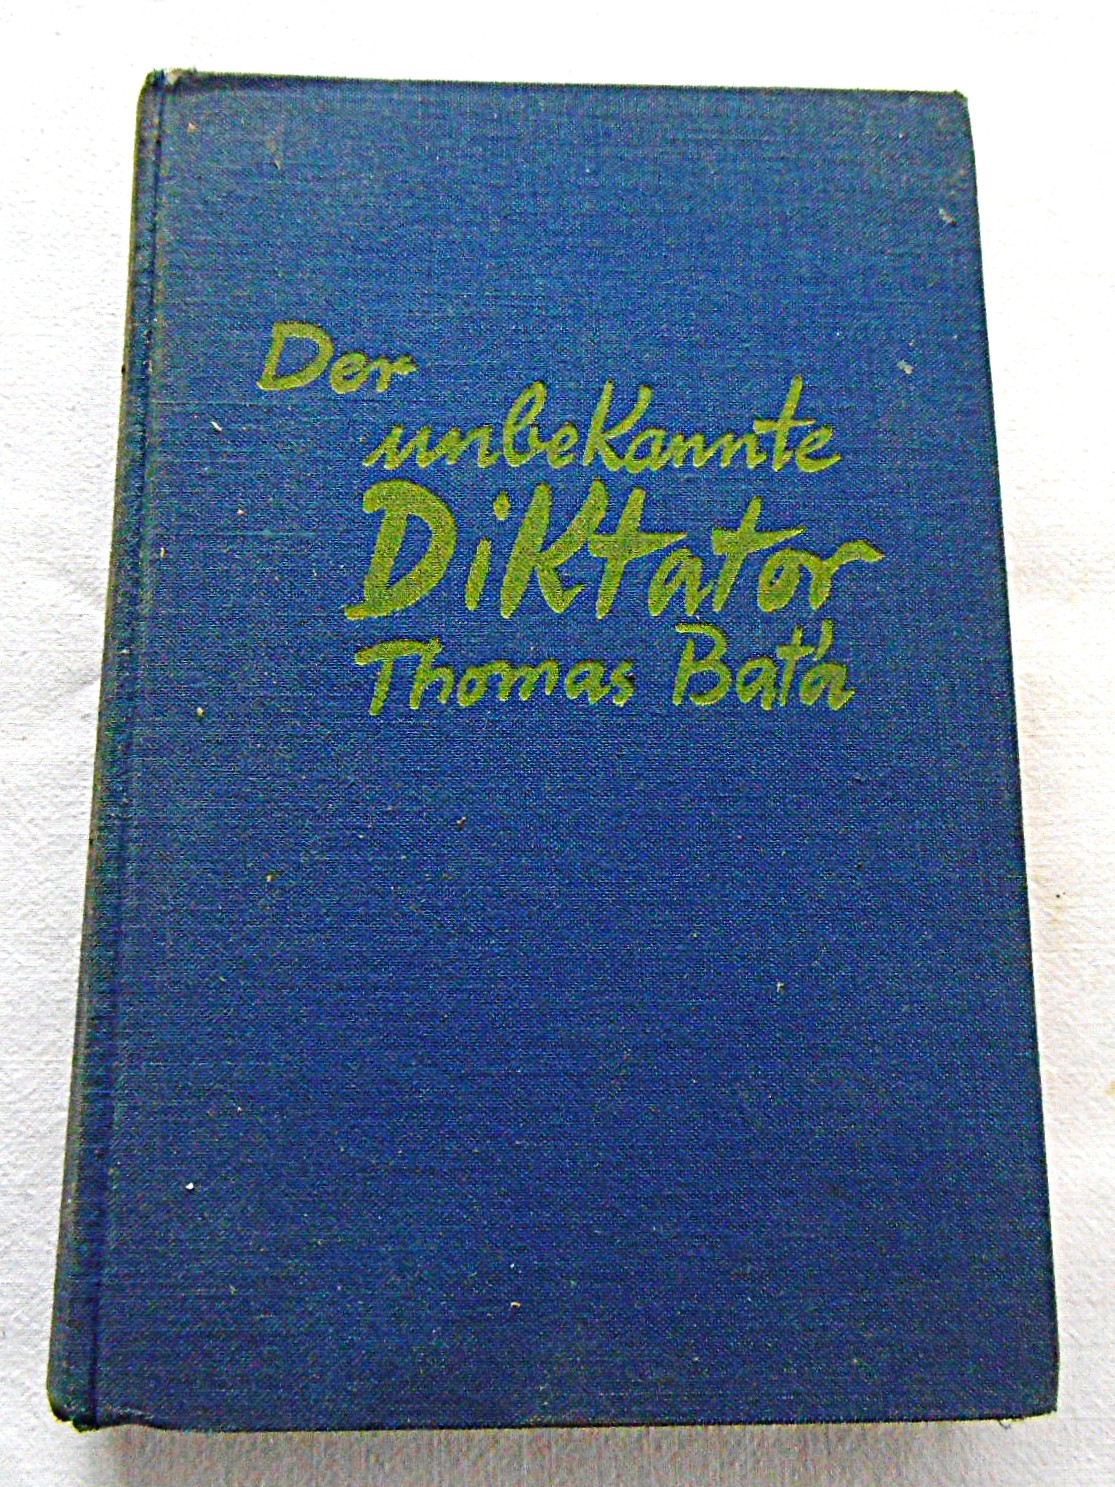 Der
unbekannte
Diktator
Thomas Baťa